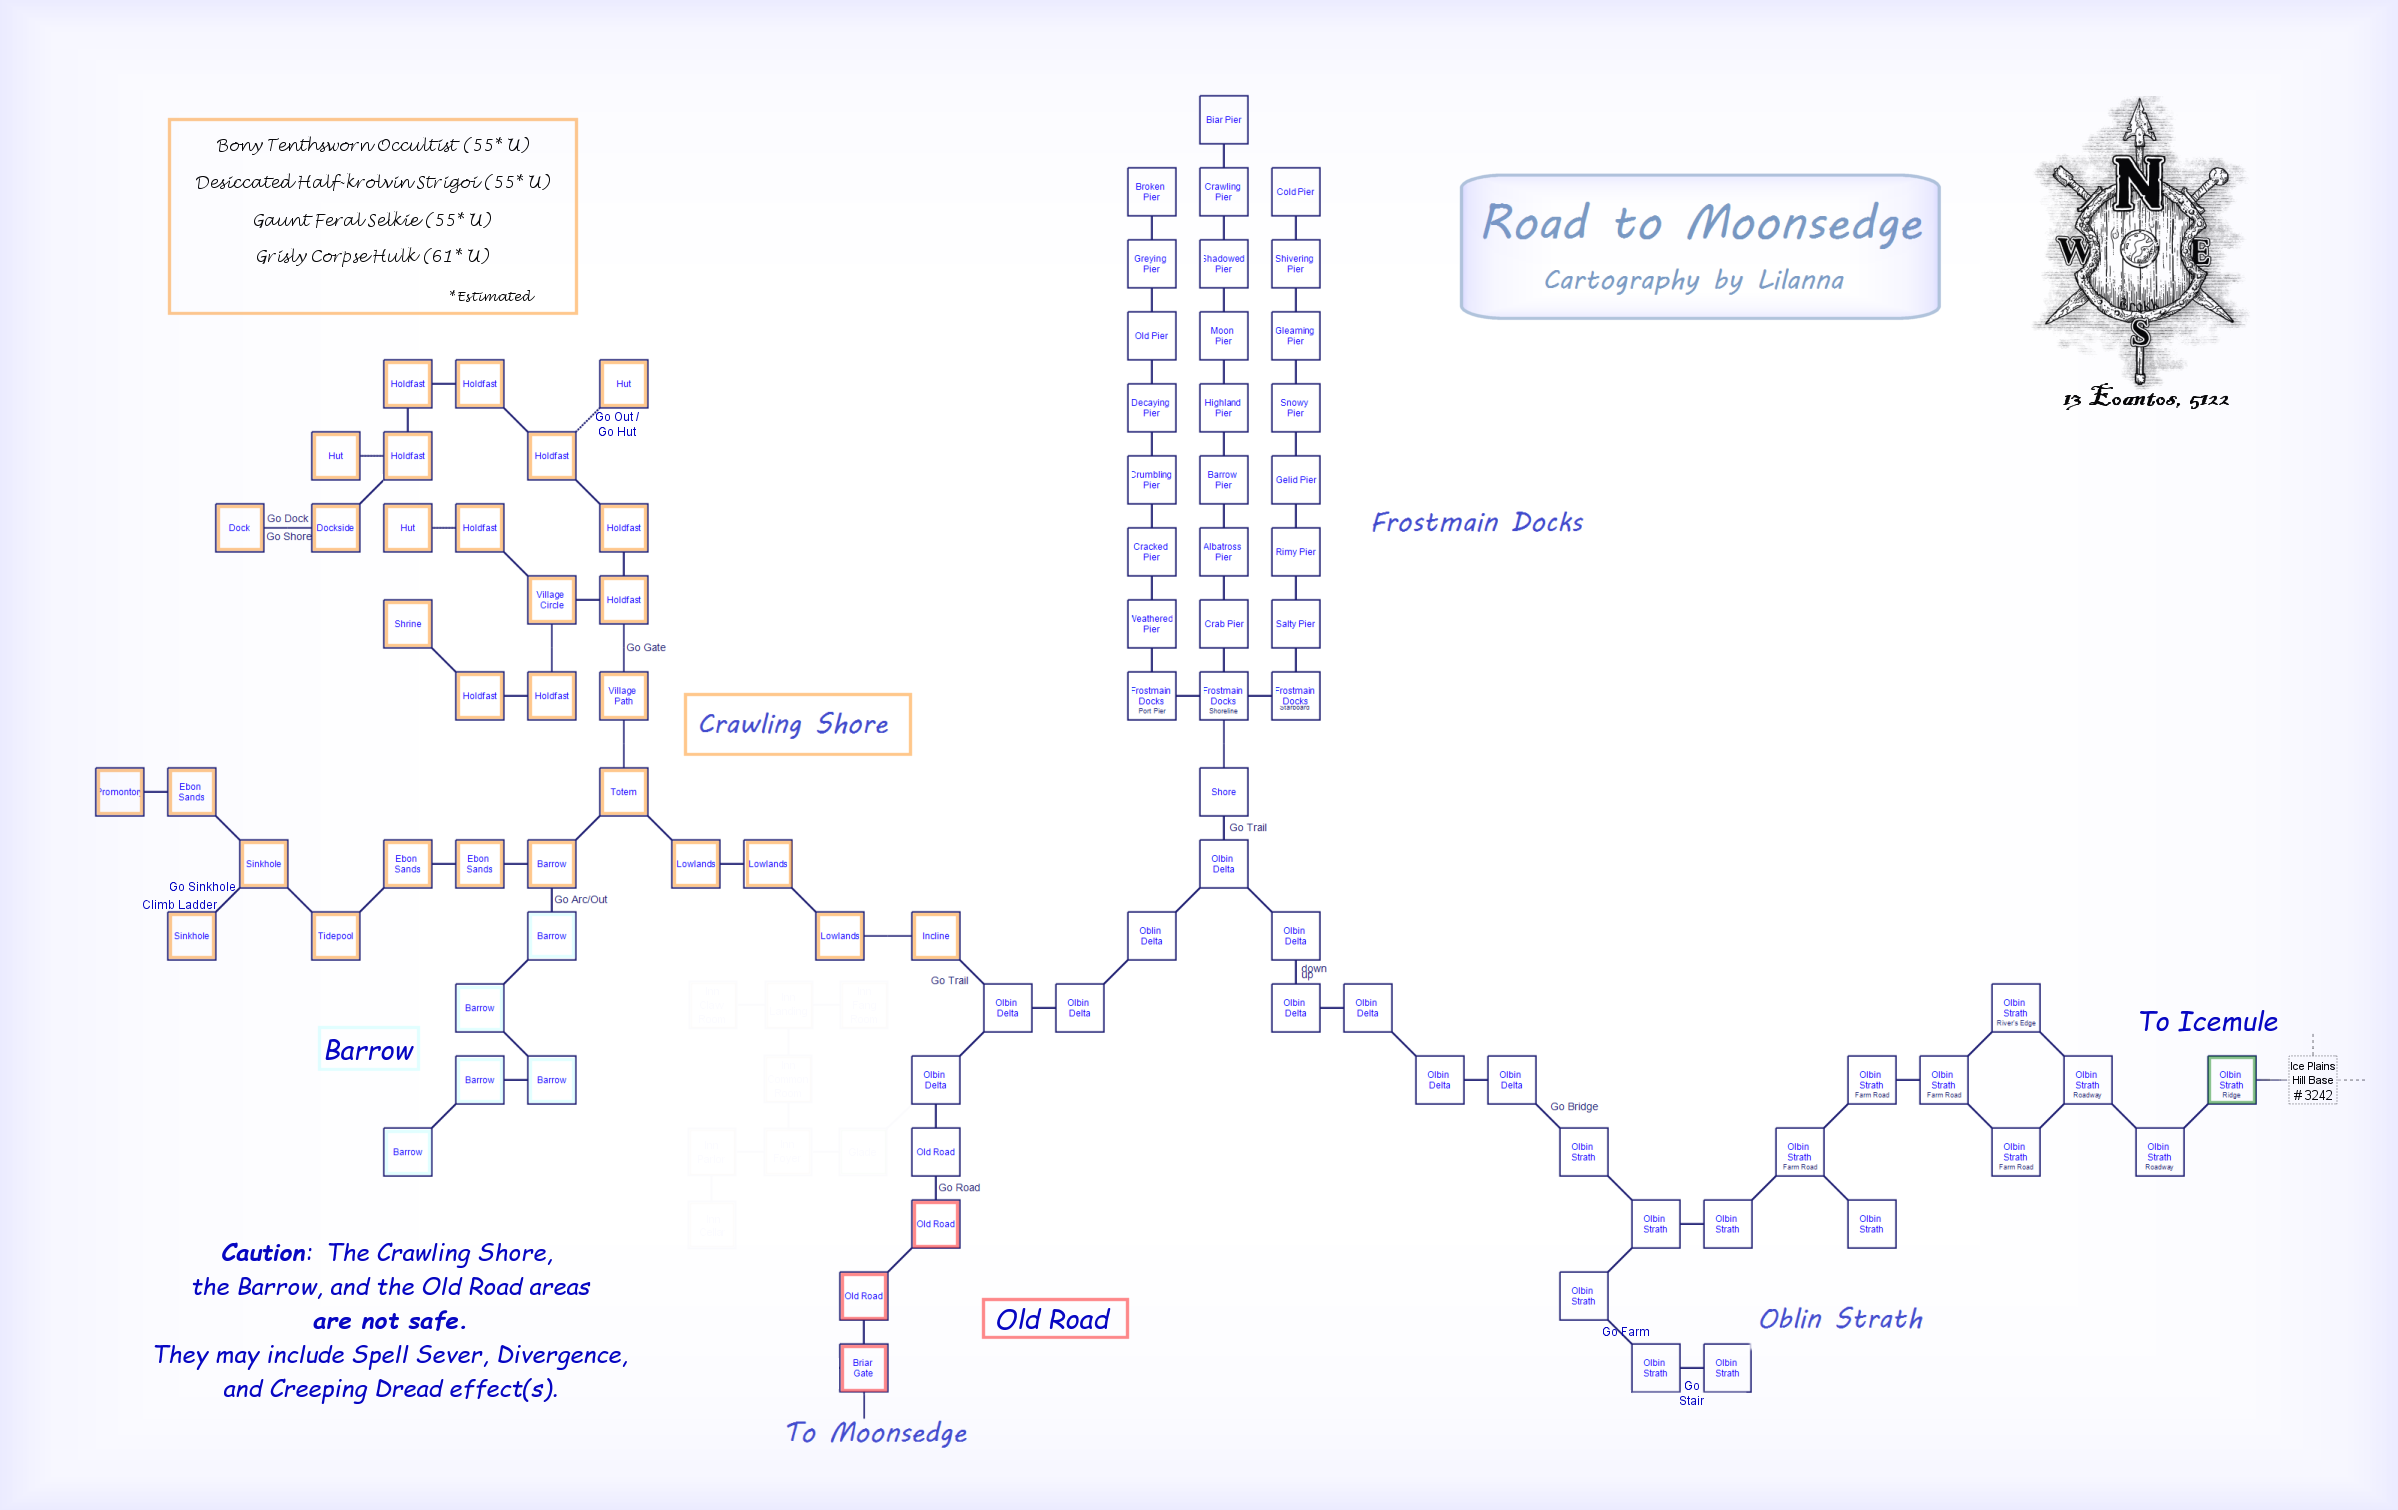 Bony Tenthsworn Occultist (55* U)
Desiccated Half-krolvin Strigoi (55* U)
Gaunt Feral Selkie (55* U)
Grisly Corpse Hulk (61* U)
*Estimated
Road to Moonsedge
Cartography by Lilanna
N
W
E
S
13 Eoantos, 5122
Biar Pier
Broken
Pier
Crawling
Pier
Cold Pier
Greying
Pier
Shadowed
Pier
Shivering
Pier
Old Pier
Moon
Pier
Gleaming
Pier
Decaying
Pier
Highland
Pier
Snowy
Pier
Crumbling
Pier
Barrow
Pier
Gelid Pier
Cracked
Pier
Albatross
Pier
Rimy Pier
Weathered
Pier
Crab Pier
Salty Pier
Frostmain
Docks
Port Pier
Frostmain
Docks
Shoreline
Frostmain
Docks
Starboard
Frostmain Docks
Holdfast
Holdfast
Hut
Go Out /
Go Hut
Hut
Holdfast
Holdfast
Dock
Go Dock
Go Shore
Dockside
Hut
Holdfast
Holdfast
Village
Circle
Holdfast
Shrine
Go Gate
Holdfast
Holdfast
Village
Path
Crawling Shore
Promontory
Ebon
Sands
Totem
Shore
Go Trail
Sinkhole
Ebon
Sands
Ebon
Sands
Barrow
Lowlands
Lowlands
Olbin
Delta
Go Sinkhole
Climb Ladder
Go Arc/Out
Sinkhole
Tidepool
Barrow
Lowlands
Incline
Oblin
Delta
Olbin
Delta
down
up
Go Trail
Barrow
Olbin
Delta
Olbin
Delta
Olbin
Delta
Olbin
Delta
Olbin
Strath
River's Edge
To Icemule
Barrow
Barrow
Barrow
Olbin
Delta
Olbin
Delta
Olbin
Delta
Olbin
Strath
Farm Road
Olbin
Strath
Farm Road
Olbin
Strath
Roadway
Olbin
Strath
Ridge
Ice Plains
Hill Base
# 3242
Go Bridge
Barrow
Old Road
Olbin
Strath
Olbin
Strath
Farm Road
Olbin
Strath
Farm Road
Olbin
Strath
Roadway
Go Road
Old Road
Olbin
Strath
Olbin
Strath
Olbin
Strath
Caution: The Crawling Shore,
the Barrow, and the Old Road areas
are not safe.
They may include Spell Sever, Divergence,
and Creeping Dread effect(s).
Old Road
Old Road
Olbin
Strath
Oblin Strath
Go Farm
Briar
Gate
Olbin
Strath
Olbin
Strath
Go
Stair
To Moonsedge